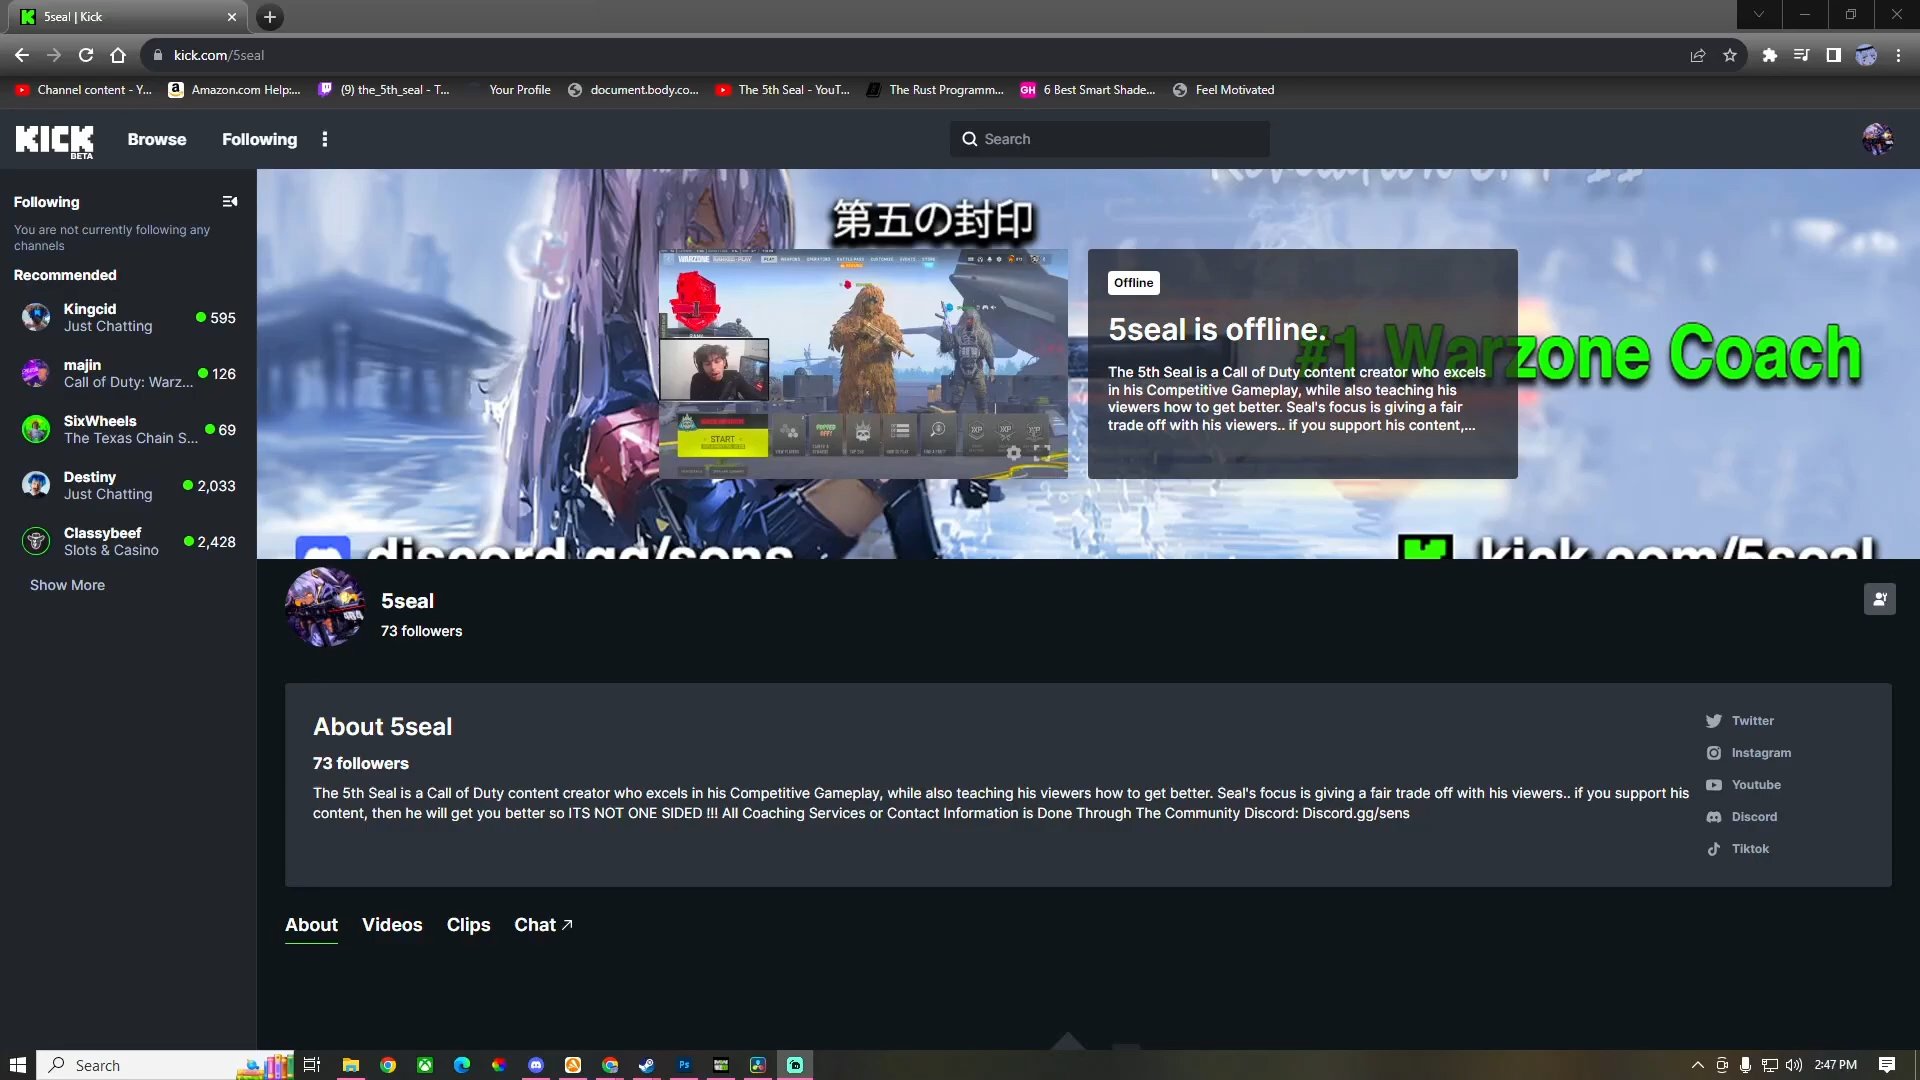 5seal | Kick
kick.com/5seal
Channel content - Y...
Amazon.com Help:...
(9) the_5th_seal - T...
Your Profile
document.body.co...
The 5th Seal - YouT...
The Rust Programm...
GH 6 Best Smart Shade...
Feel Motivated
KICK BETA
Browse
Following
Search
Following
You are not currently following any
channels
Recommended
Kingcid
595
Just Chatting
majin
126
Call of Duty: Warz...
SixWheels
69
The Texas Chain S...
Destiny
2,033
Just Chatting
Classybeef
2,428
Slots & Casino
Show More
第五の封印
WARZONE
START
Offline
5seal is offline.
#1 Warzone Coach
The 5th Seal is a Call of Duty content creator who excels
in his Competitive Gameplay, while also teaching his
viewers how to get better. Seal's focus is giving a fair
trade off with his viewers.. if you support his content,...
discord.gg/sens
kick.com/5seal
5seal
73 followers
About 5seal
73 followers
The 5th Seal is a Call of Duty content creator who excels in his Competitive Gameplay, while also teaching his viewers how to get better. Seal's focus is giving a fair trade off with his viewers.. if you support his
content, then he will get you better so ITS NOT ONE SIDED !!! All Coaching Services or Contact Information is Done Through The Community Discord: Discord.gg/sens
Twitter
Instagram
Youtube
Discord
Tiktok
About
Videos
Clips
Chat
Search
Ps
2:47 PM